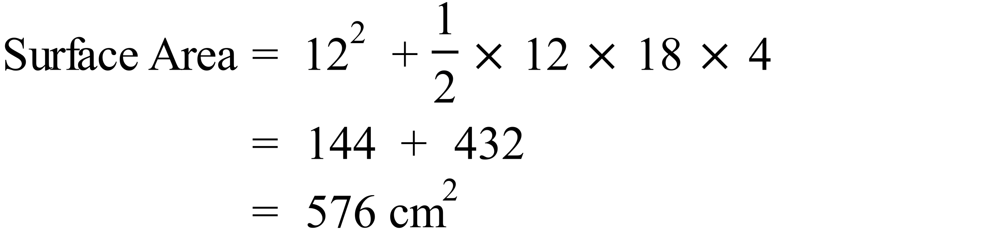 Surface Area = 12² + 1/2 × 12 × 18 × 4
= 144 + 432
= 576 cm²